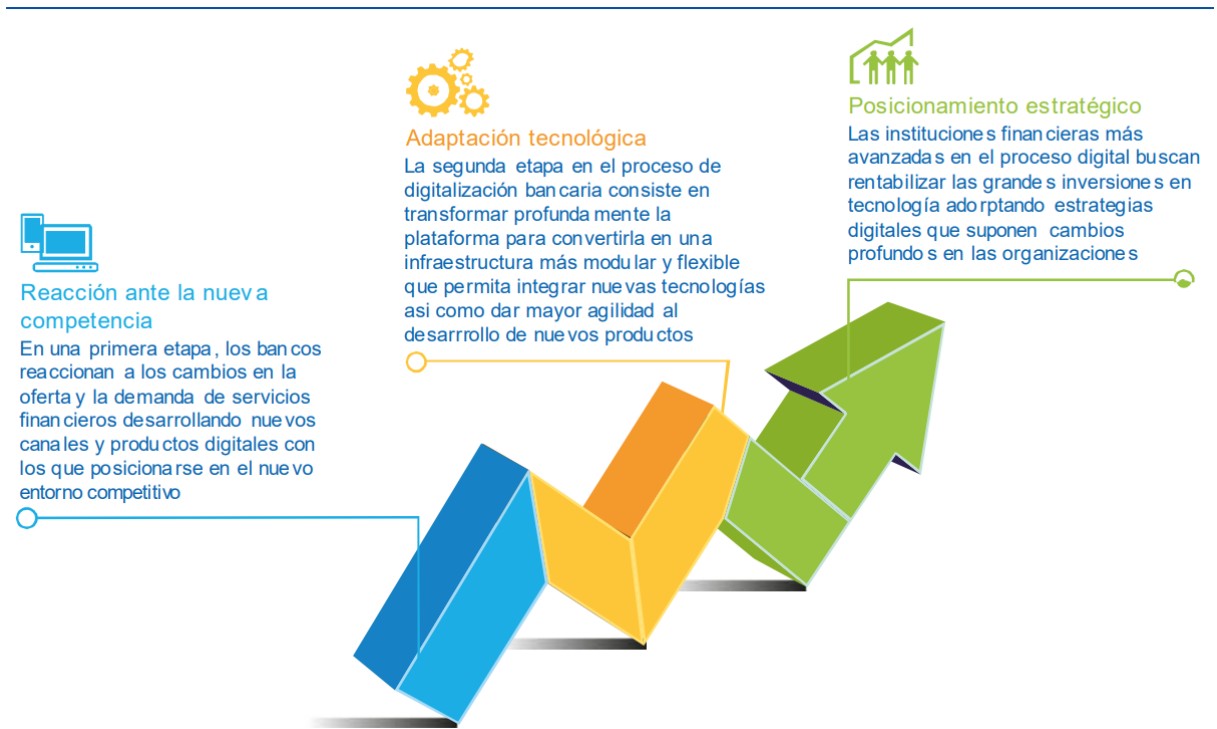 Reacción ante la nueva
competencia
En una primera etapa, los bancos
reaccionan a los cambios en la
oferta y la demanda de servicios
financieros desarrollando nuevos
canales y productos digitales con
los que posicionarse en el nuevo
entorno competitivo
Adaptación tecnológica
La segunda etapa en el proceso de
digitalización bancaria consiste en
transformar profundamente la
plataforma para convertirla en una
infraestructura más modular y flexible
que permita integrar nuevas tecnologías
asi como dar mayor agilidad al
desarrrollo de nuevos productos
Posicionamiento estratégico
Las instituciones financieras más
avanzadas en el proceso digital buscan
rentabilizar las grandes inversiones en
tecnología adorptando estrategias
digitales que suponen cambios
profundos en las organizaciones